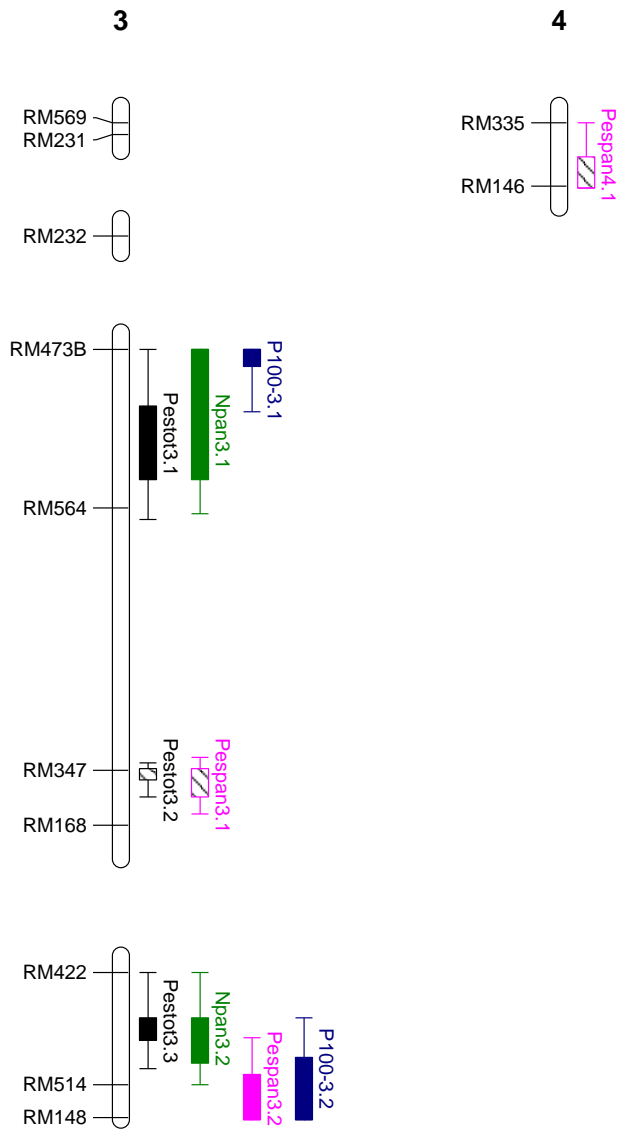 3
RM569
RM231
RM232
RM473B
RM564
RM347
RM168
RM422
RM514
RM148
Pestot3.1
Npan3.1
P100-3.1
Pestot3.2
Pespan3.1
Pestot3.3
Npan3.2
Pespan3.2
P100-3.2
4
RM335
RM146
Pespan4.1